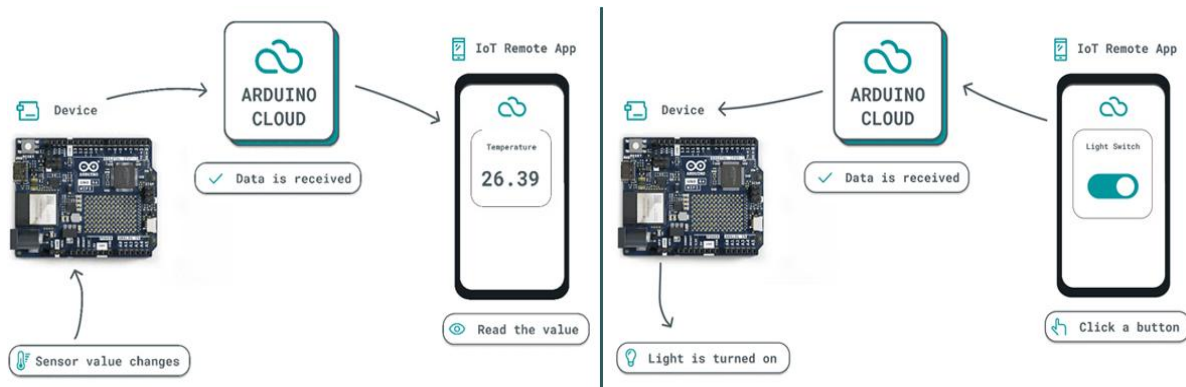 IoT Remote App
ARDUINO
CLOUD
Device
Temperature
26.39
Data is received
Read the value
Sensor value changes
IoT Remote App
ARDUINO
CLOUD
Device
Light Switch
Data is received
Click a button
Light is turned on